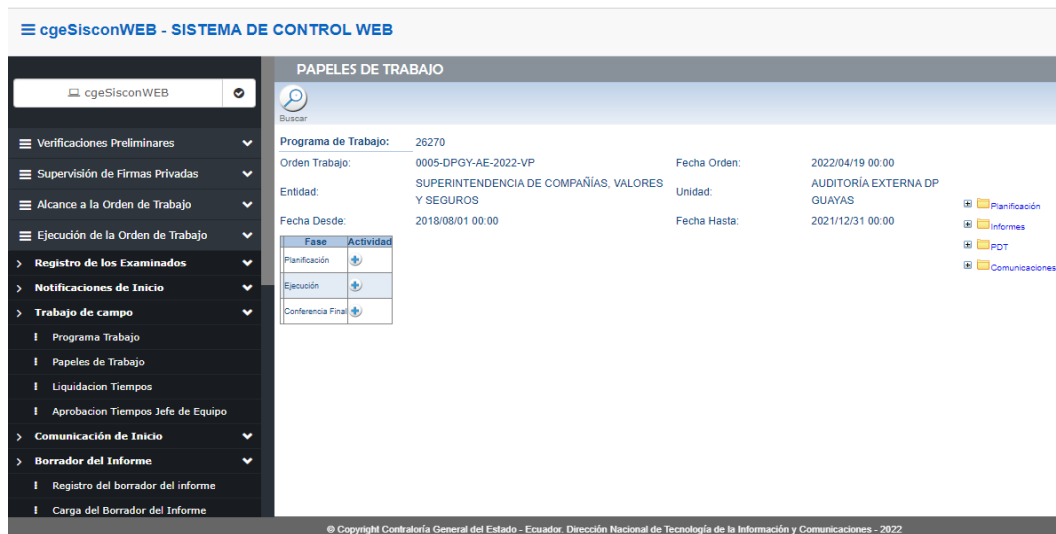 cgeSisconWEB - SISTEMA DE CONTROL WEB
PAPELES DE TRABAJO
cgeSisconWEB
Buscar
Verificaciones Preliminares
Supervisión de Firmas Privadas
Alcance a la Orden de Trabajo
Ejecución de la Orden de Trabajo
Registro de los Examinados
Notificaciones de Inicio
Trabajo de campo
Programa Trabajo
Papeles de Trabajo
Liquidacion Tiempos
Aprobacion Tiempos Jefe de Equipo
Comunicación de Inicio
Borrador del Informe
Registro del borrador del informe
Carga del Borrador del Informe
Programa de Trabajo: 26270
Orden Trabajo: 0005-DPGY-AE-2022-VP Fecha Orden: 2022/04/19 00:00
Entidad: SUPERINTENDENCIA DE COMPAÑÍAS, VALORES Y SEGUROS Unidad: AUDITORÍA EXTERNA DP GUAYAS
Fecha Desde: 2018/08/01 00:00 Fecha Hasta: 2021/12/31 00:00
Fase Actividad
Planificación
Ejecución
Conferencia Final
Planificación
Informes
PDT
Comunicaciones
© Copyright Contraloría General del Estado - Ecuador. Dirección Nacional de Tecnología de la Información y Comunicaciones - 2022